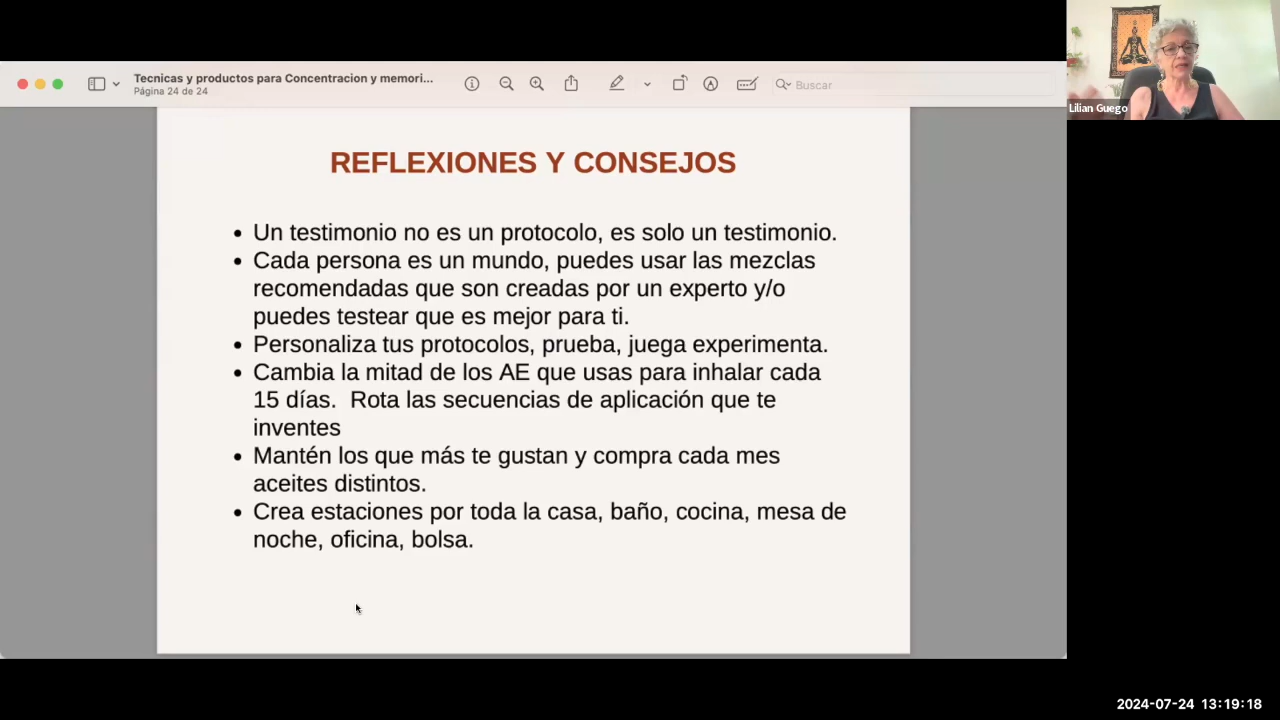 Tecnicas y productos para Concentracion y memori...
Página 24 de 24
Buscar
Lilian Guego
REFLEXIONES Y CONSEJOS
• Un testimonio no es un protocolo, es solo un testimonio.
• Cada persona es un mundo, puedes usar las mezclas
recomendadas que son creadas por un experto y/o
puedes testear que es mejor para ti.
• Personaliza tus protocolos, prueba, juega experimenta.
• Cambia la mitad de los AE que usas para inhalar cada
15 días.  Rota las secuencias de aplicación que te
inventes
• Mantén los que más te gustan y compra cada mes
aceites distintos.
• Crea estaciones por toda la casa, baño, cocina, mesa de
noche, oficina, bolsa.
2024-07-24 13:19:18